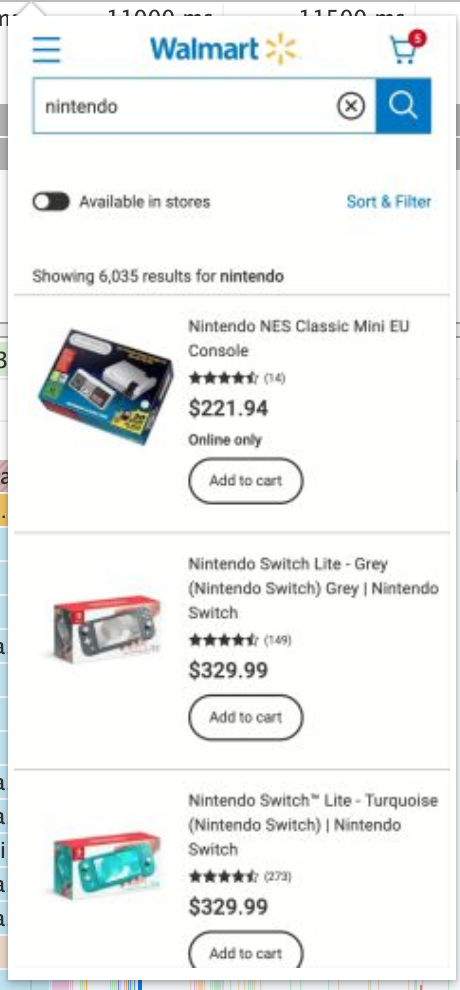 11000 ms
11500 ms
Walmart
5
nintendo
Available in stores
Sort & Filter
Showing 6,035 results for nintendo
Nintendo NES Classic Mini EU
Console
(14)
$221.94
Online only
Add to cart
Nintendo Switch Lite - Grey
(Nintendo Switch) Grey | Nintendo
Switch
(149)
$329.99
Add to cart
Nintendo Switch™ Lite - Turquoise
(Nintendo Switch) | Nintendo
Switch
(273)
$329.99
Add to cart